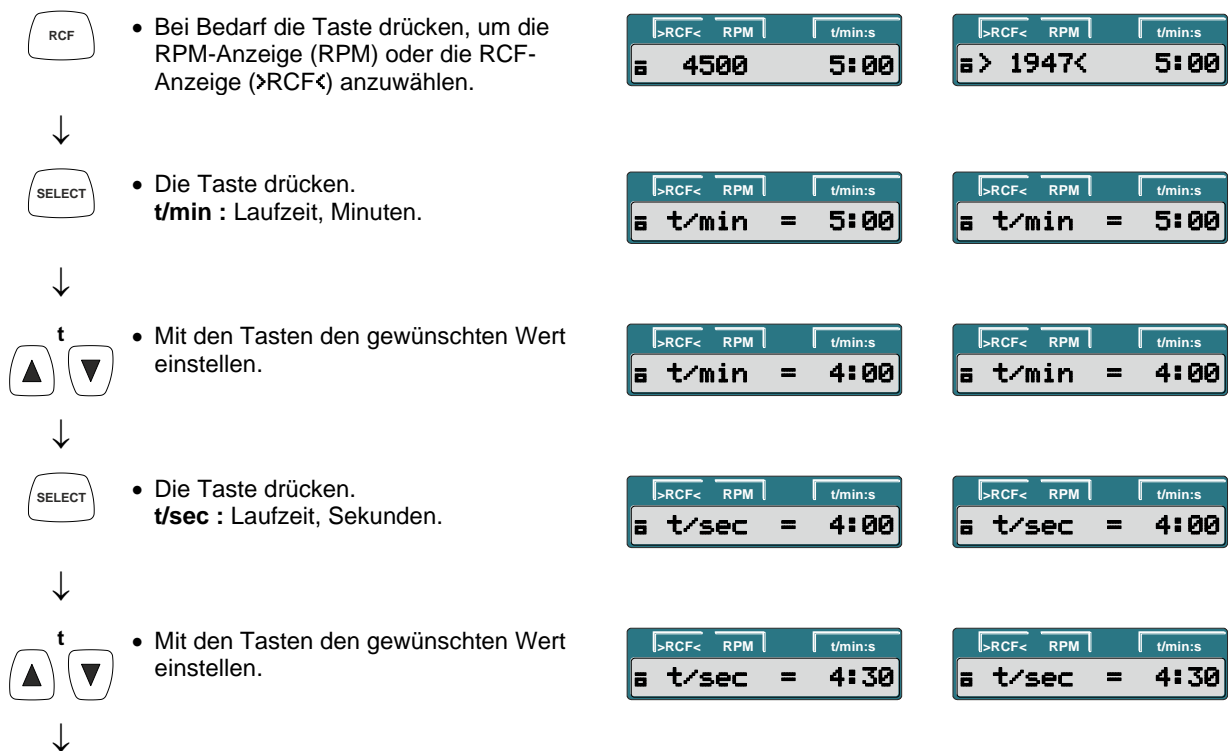 RCF
• Bei Bedarf die Taste drücken, um die
RPM-Anzeige (RPM) oder die RCF-
Anzeige (>RCF<) anzuwählen.
>RCF< RPM t/min:s
4500 5:00
>RCF< RPM t/min:s
> 1947< 5:00
↓
SELECT
• Die Taste drücken.
t/min : Laufzeit, Minuten.
>RCF< RPM t/min:s
t/min = 5:00
>RCF< RPM t/min:s
t/min = 5:00
↓
t
▲ ▼
• Mit den Tasten den gewünschten Wert
einstellen.
>RCF< RPM t/min:s
t/min = 4:00
>RCF< RPM t/min:s
t/min = 4:00
↓
SELECT
• Die Taste drücken.
t/sec : Laufzeit, Sekunden.
>RCF< RPM t/min:s
t/sec = 4:00
>RCF< RPM t/min:s
t/sec = 4:00
↓
t
▲ ▼
• Mit den Tasten den gewünschten Wert
einstellen.
>RCF< RPM t/min:s
t/sec = 4:30
>RCF< RPM t/min:s
t/sec = 4:30
↓